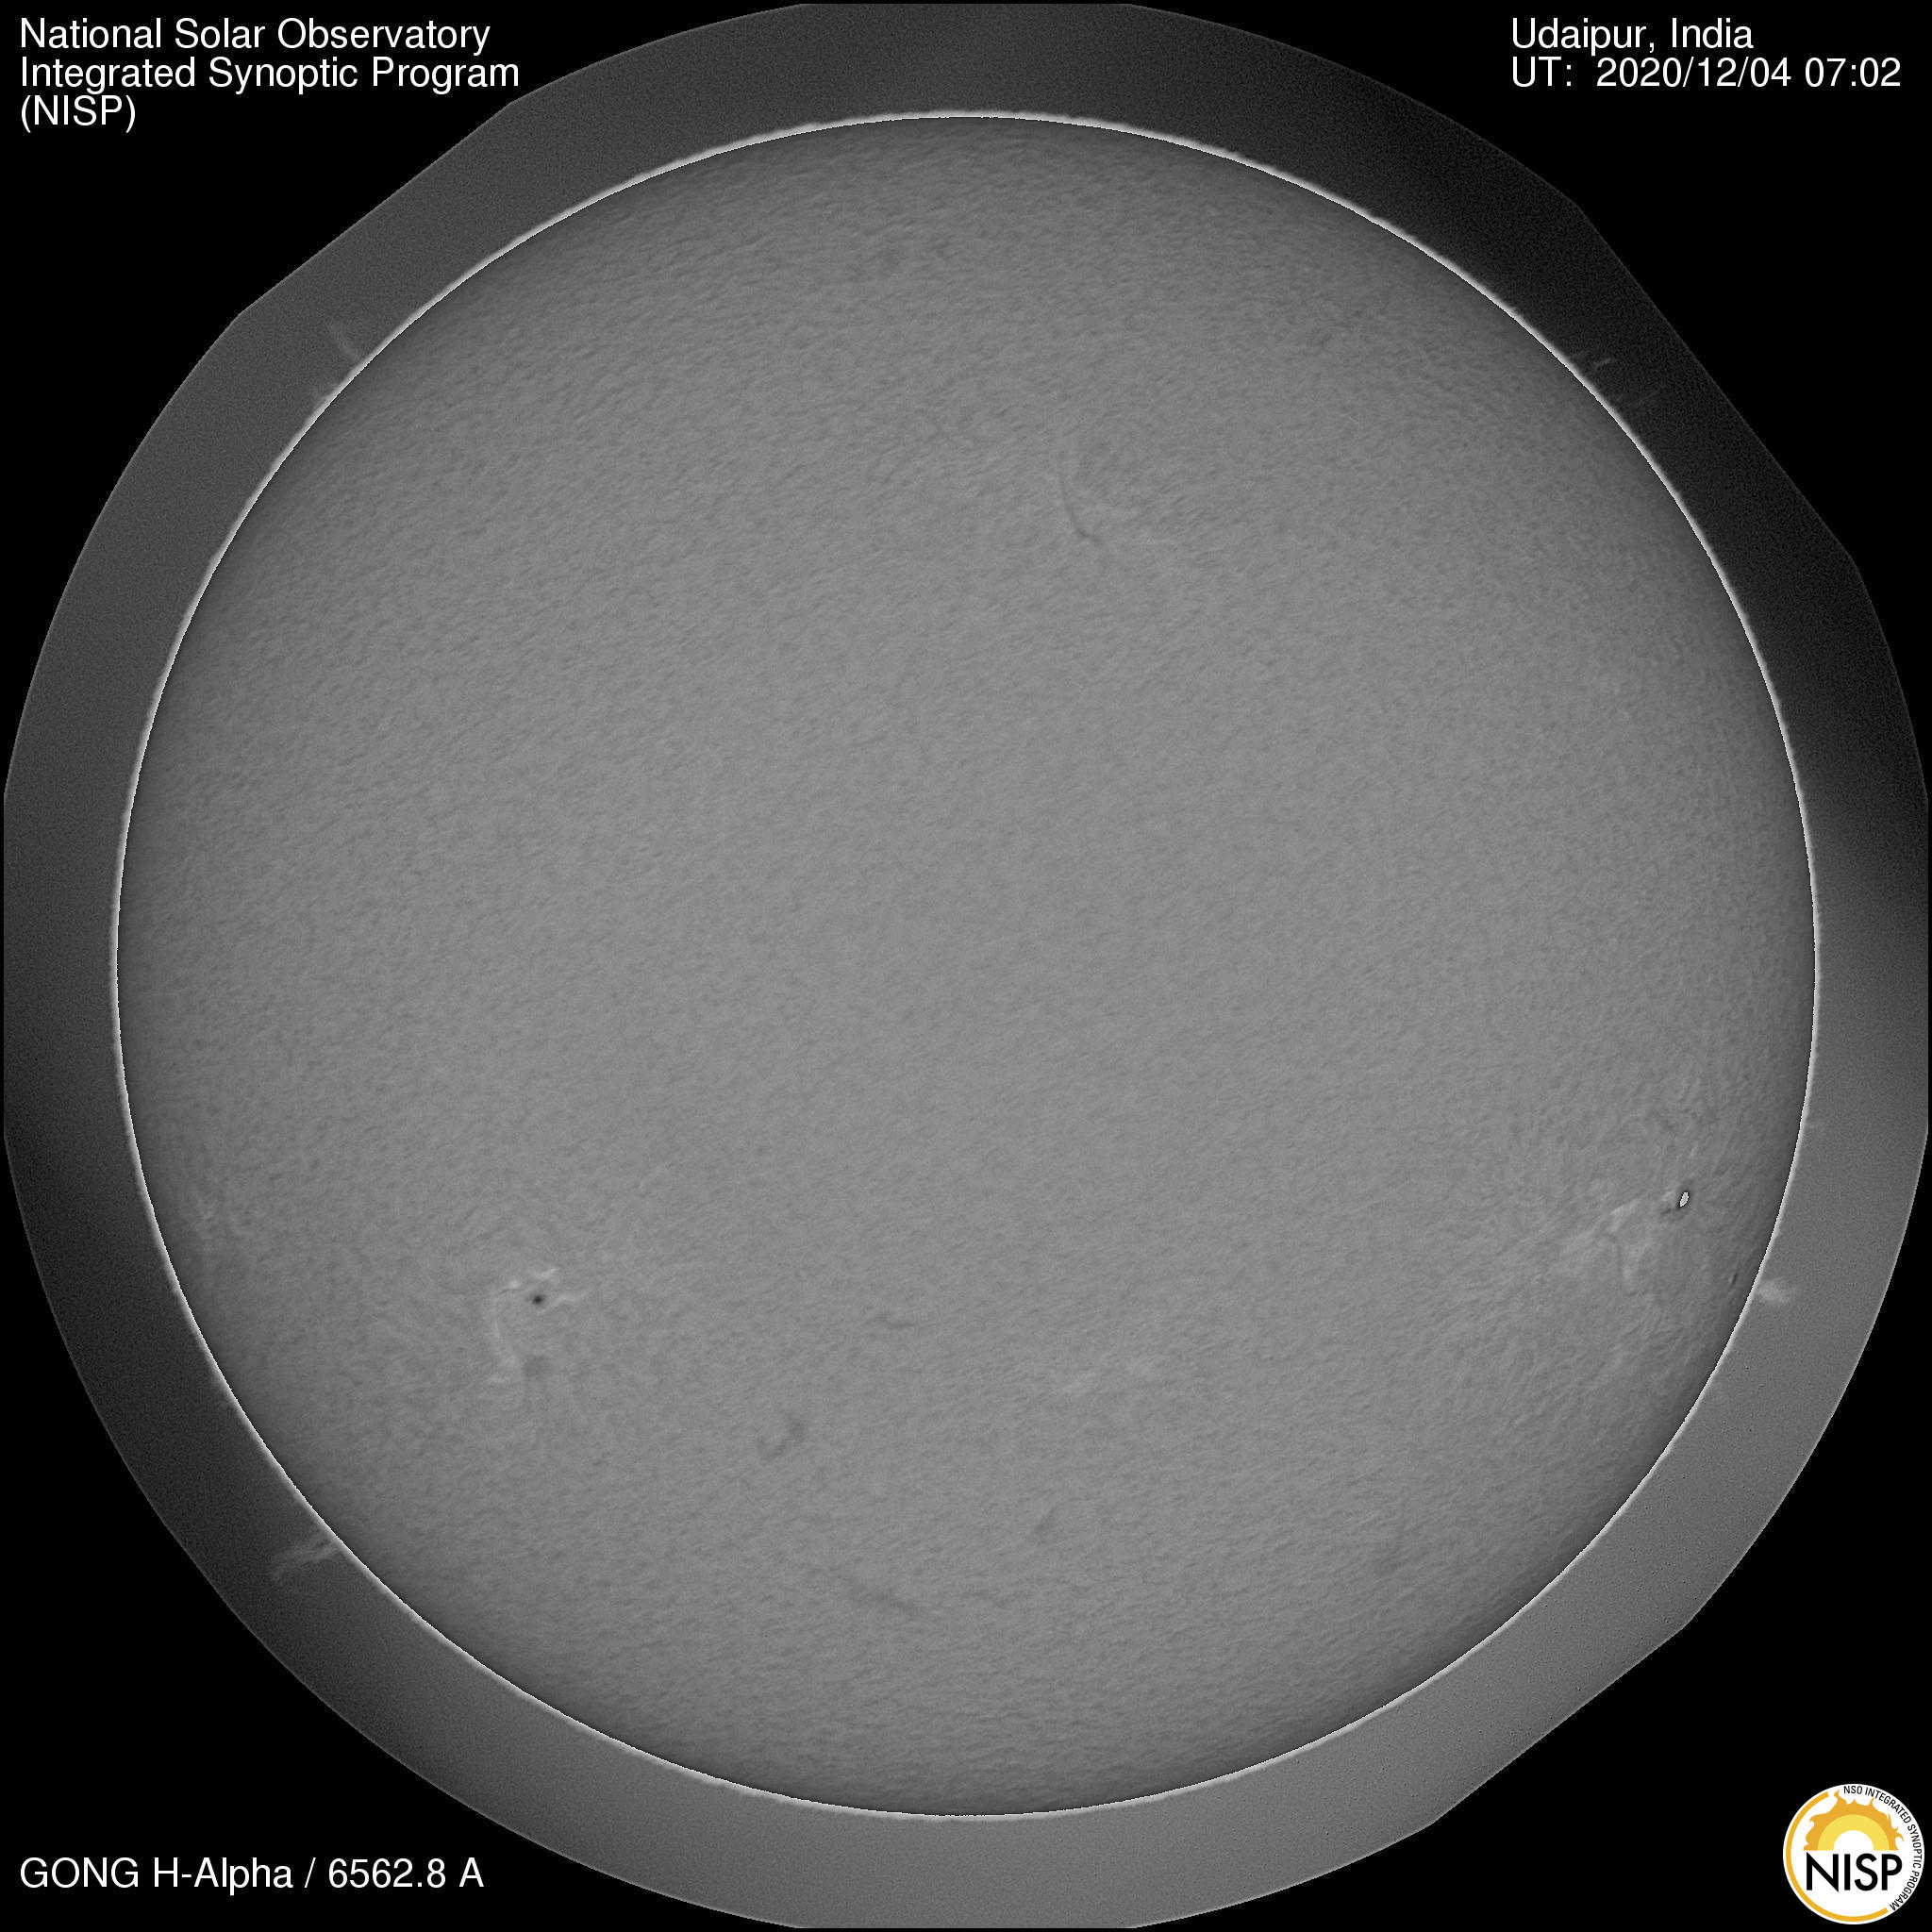 National Solar Observatory
Integrated Synoptic Program
(NISP)
Udaipur, India
UT: 2020/12/04 07:02
GONG H-Alpha / 6562.8 A
NSO INTEGRATED SYNOPTIC PROGRAM
NISP